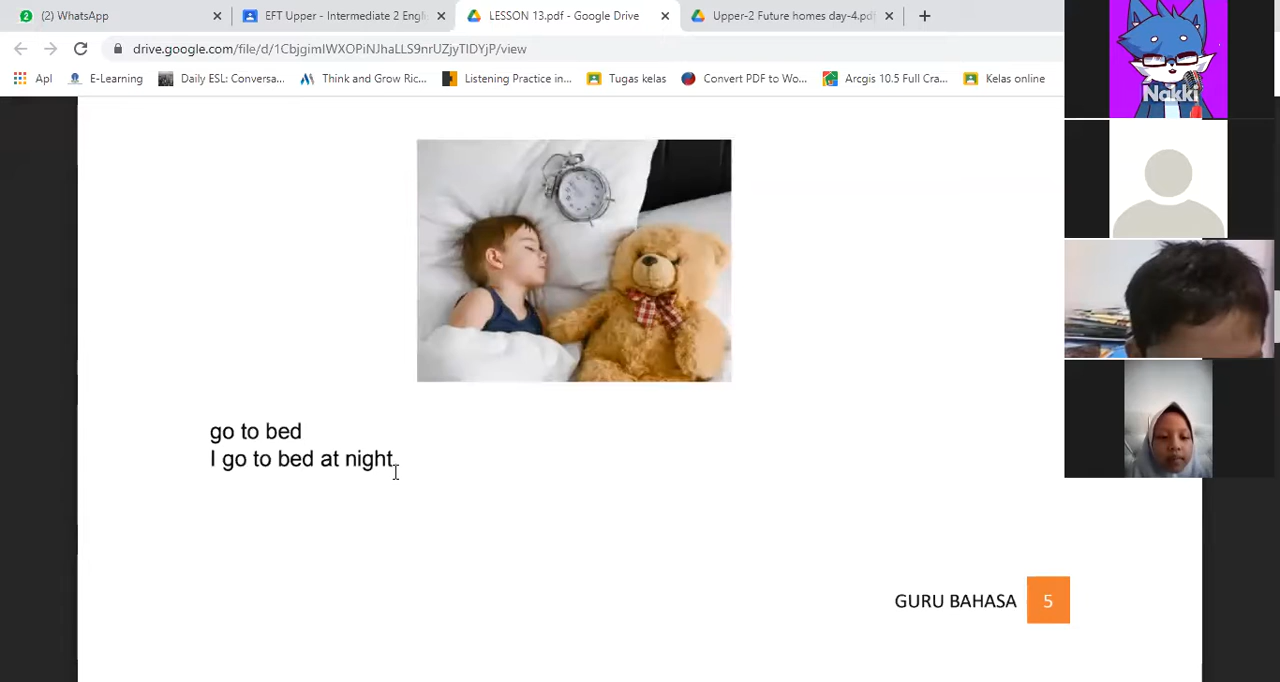 (2) WhatsApp
EFT Upper - Intermediate 2 Engli
LESSON 13.pdf - Google Drive
Upper-2 Future homes day-4.pdf
drive.google.com/file/d/1CbjgimIWXOPiNJhaLLS9nrUZjyTIDYjP/view
Apl
E-Learning
Daily ESL: Conversa...
Think and Grow Ric...
Listening Practice in...
Tugas kelas
Convert PDF to Wo...
Arcgis 10.5 Full Cra...
Kelas online
Nakki
go to bed
I go to bed at night.
GURU BAHASA 5